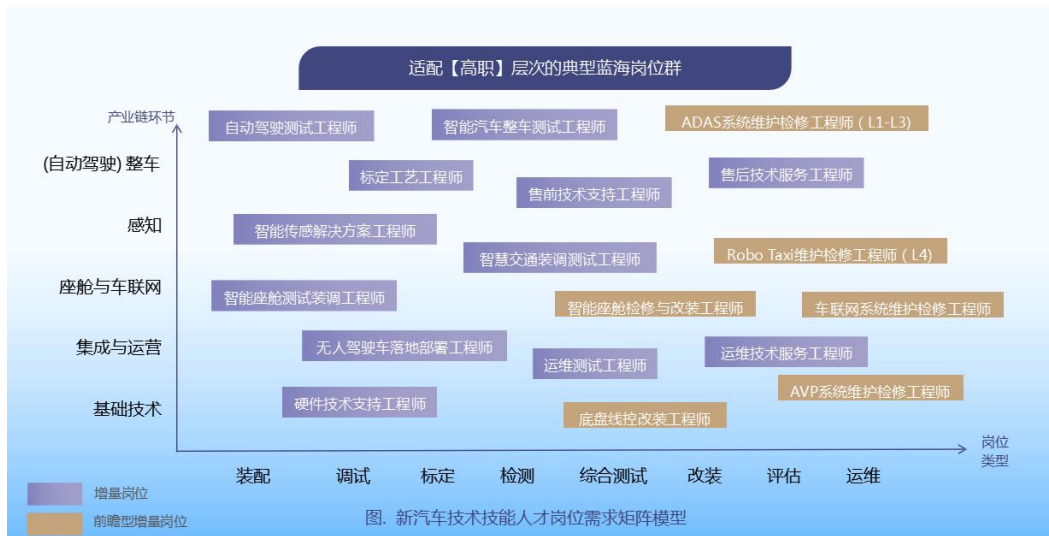 适配【高职】层次的典型蓝海岗位群
产业链环节
自动驾驶测试工程师
智能汽车整车测试工程师
ADAS系统维护检修工程师（L1-L3)
(自动驾驶) 整车
标定工艺工程师
售前技术支持工程师
售后技术服务工程师
感知
智能传感解决方案工程师
智慧交通装调测试工程师
Robo Taxi维护检修工程师（L4)
座舱与车联网
智能座舱测试装调工程师
智能座舱检修与改装工程师
车联网系统维护检修工程师
集成与运营
无人驾驶车落地部署工程师
运维测试工程师
运维技术服务工程师
AVP系统维护检修工程师
基础技术
硬件技术支持工程师
底盘线控改装工程师
岗位
类型
装配 调试 标定 检测 综合测试 改装 评估 运维
增量岗位
前瞻型增量岗位
图. 新汽车技术技能人才岗位需求矩阵模型